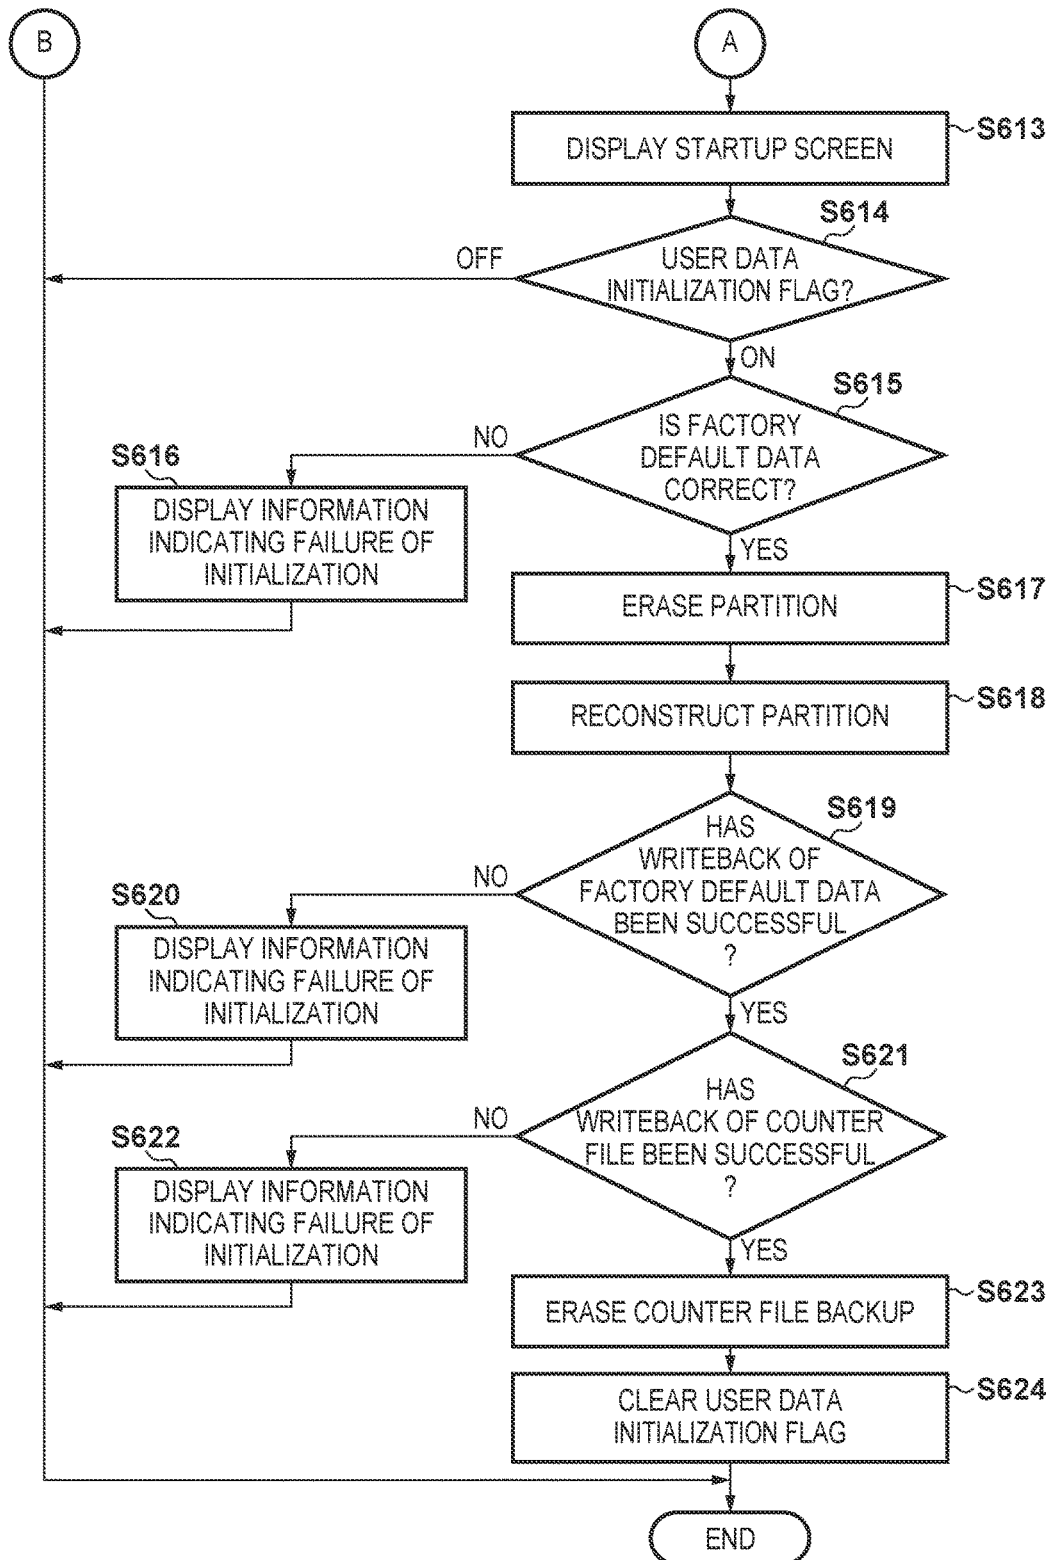 B
A
DISPLAY STARTUP SCREEN
S613
S614
USER DATA
INITIALIZATION FLAG?
OFF
ON
S615
IS FACTORY
DEFAULT DATA
CORRECT?
NO
S616
DISPLAY INFORMATION
INDICATING FAILURE OF
INITIALIZATION
YES
ERASE PARTITION
S617
RECONSTRUCT PARTITION
S618
S619
HAS
WRITEBACK OF
FACTORY DEFAULT DATA
BEEN SUCCESSFUL
?
NO
S620
DISPLAY INFORMATION
INDICATING FAILURE OF
INITIALIZATION
YES
S621
HAS
WRITEBACK OF COUNTER
FILE BEEN SUCCESSFUL
?
NO
S622
DISPLAY INFORMATION
INDICATING FAILURE OF
INITIALIZATION
YES
ERASE COUNTER FILE BACKUP
S623
CLEAR USER DATA
INITIALIZATION FLAG
S624
END